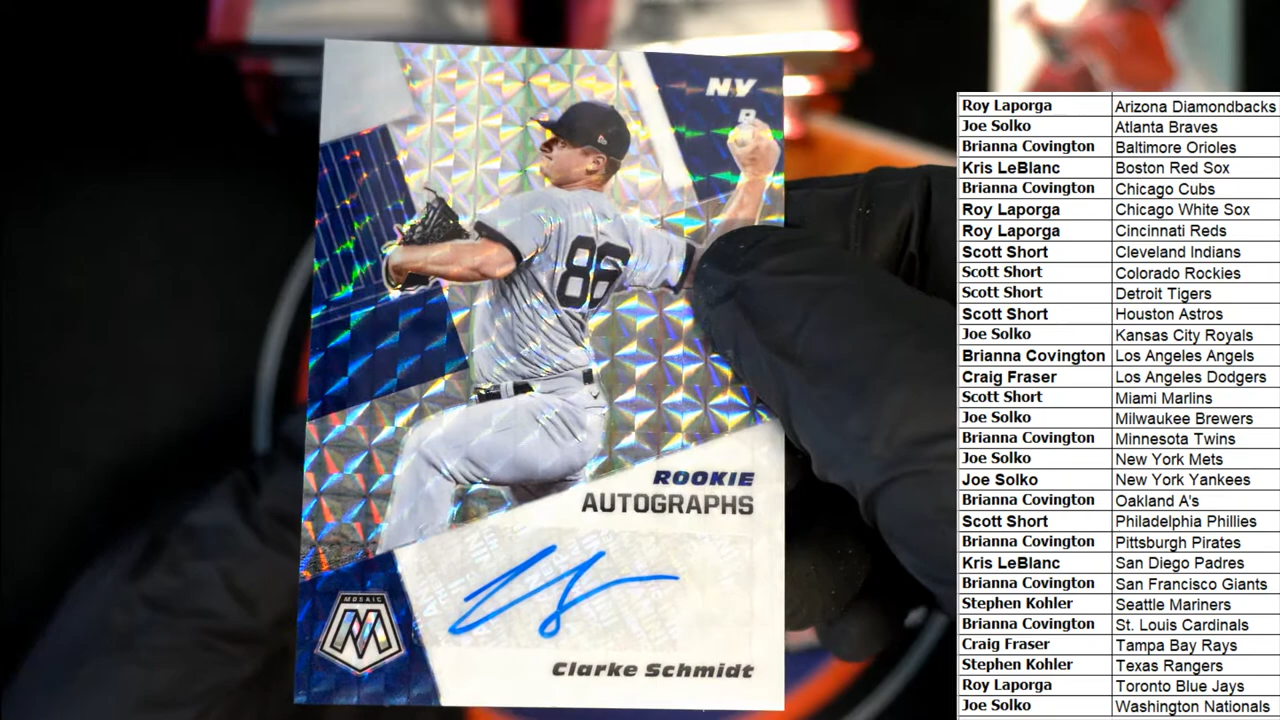 NY
P
86
ROOKIE
AUTOGRAPHS
MOSAIC
M
Clarke Schmidt
Roy Laporga Arizona Diamondbacks
Joe Solko Atlanta Braves
Brianna Covington Baltimore Orioles
Kris LeBlanc Boston Red Sox
Brianna Covington Chicago Cubs
Roy Laporga Chicago White Sox
Roy Laporga Cincinnati Reds
Scott Short Cleveland Indians
Scott Short Colorado Rockies
Scott Short Detroit Tigers
Scott Short Houston Astros
Joe Solko Kansas City Royals
Brianna Covington Los Angeles Angels
Craig Fraser Los Angeles Dodgers
Scott Short Miami Marlins
Joe Solko Milwaukee Brewers
Brianna Covington Minnesota Twins
Joe Solko New York Mets
Joe Solko New York Yankees
Brianna Covington Oakland A's
Scott Short Philadelphia Phillies
Brianna Covington Pittsburgh Pirates
Kris LeBlanc San Diego Padres
Brianna Covington San Francisco Giants
Stephen Kohler Seattle Mariners
Brianna Covington St. Louis Cardinals
Craig Fraser Tampa Bay Rays
Stephen Kohler Texas Rangers
Roy Laporga Toronto Blue Jays
Joe Solko Washington Nationals